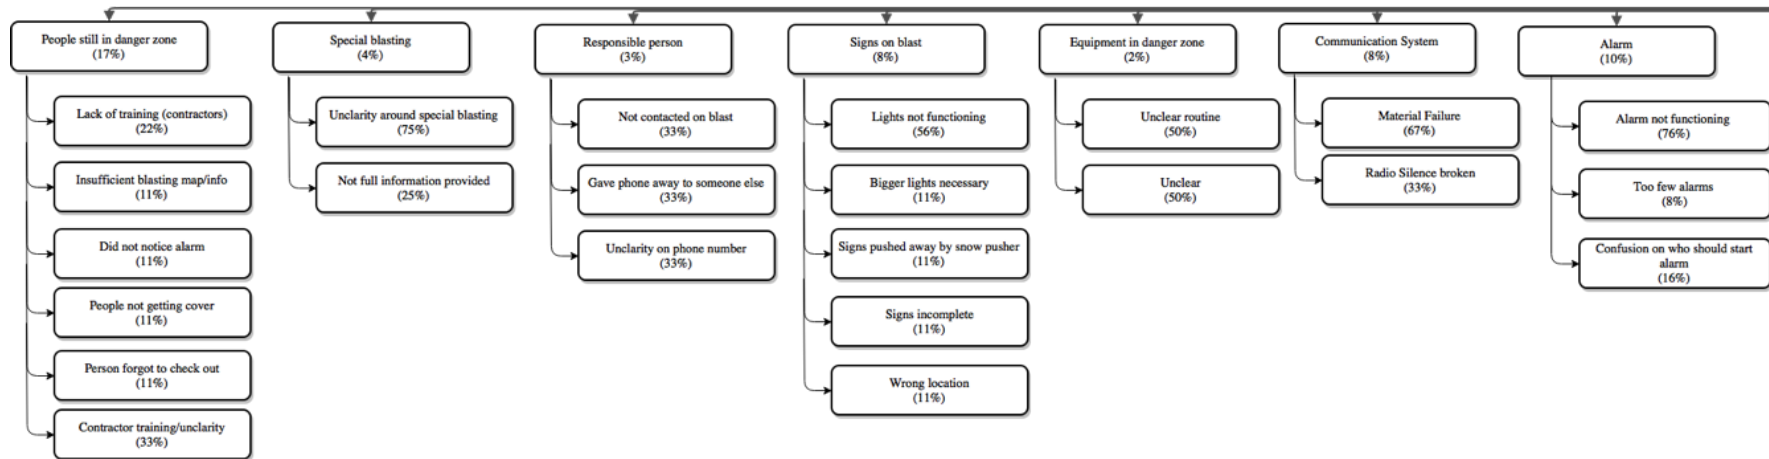 People still in danger zone
(17%)
Lack of training (contractors)
(22%)
Insufficient blasting map/info
(11%)
Did not notice alarm
(11%)
People not getting cover
(11%)
Person forgot to check out
(11%)
Contractor training/unclarity
(33%)
Special blasting
(4%)
Unclarity around special blasting
(75%)
Not full information provided
(25%)
Responsible person
(3%)
Not contacted on blast
(33%)
Gave phone away to someone else
(33%)
Unclarity on phone number
(33%)
Signs on blast
(8%)
Lights not functioning
(56%)
Bigger lights necessary
(11%)
Signs pushed away by snow pusher
(11%)
Signs incomplete
(11%)
Wrong location
(11%)
Equipment in danger zone
(2%)
Unclear routine
(50%)
Unclear
(50%)
Communication System
(8%)
Material Failure
(67%)
Radio Silence broken
(33%)
Alarm
(10%)
Alarm not functioning
(76%)
Too few alarms
(8%)
Confusion on who should start
alarm
(16%)